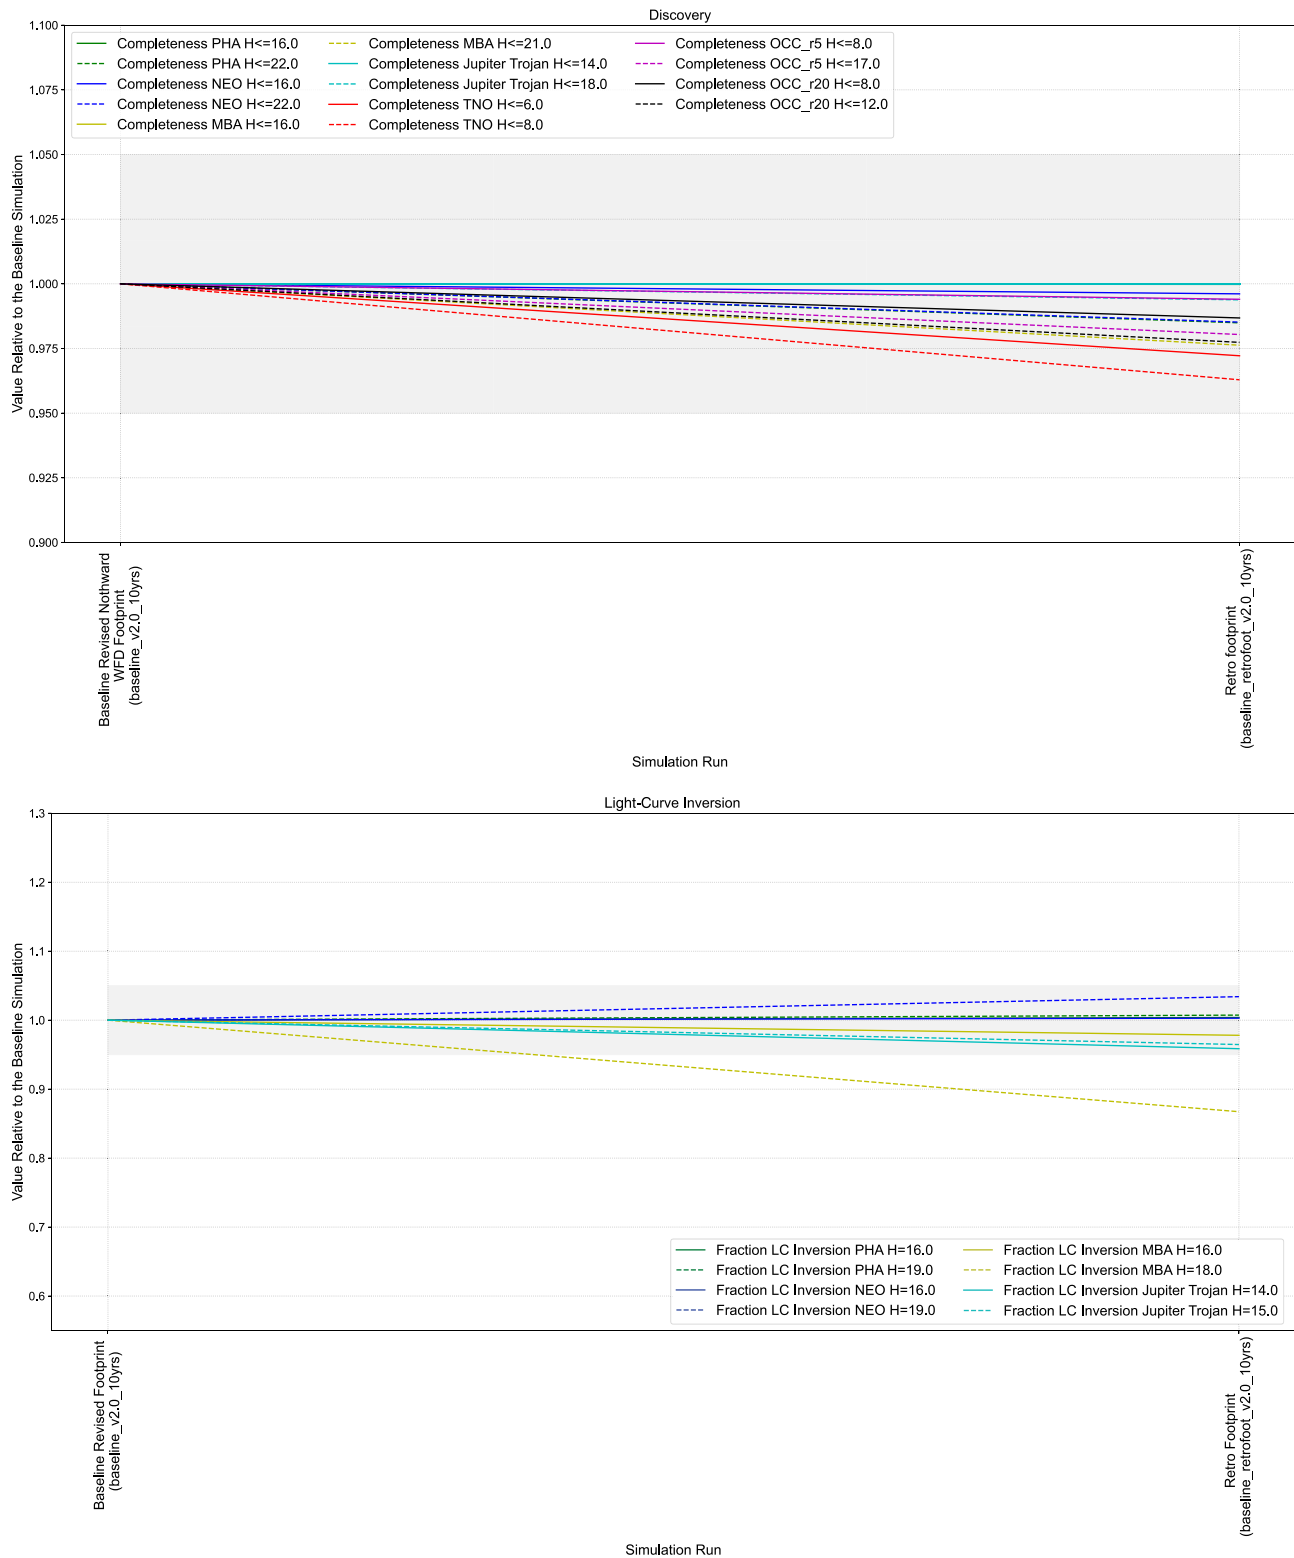 Discovery
1.100
1.075
1.050
1.025
1.000
0.975
0.950
0.925
0.900
Value Relative to the Baseline Simulation
Completeness PHA H<=16.0
Completeness PHA H<=22.0
Completeness NEO H<=16.0
Completeness NEO H<=22.0
Completeness MBA H<=16.0
Completeness MBA H<=21.0
Completeness Jupiter Trojan H<=14.0
Completeness Jupiter Trojan H<=18.0
Completeness TNO H<=6.0
Completeness TNO H<=8.0
Completeness OCC_r5 H<=8.0
Completeness OCC_r5 H<=17.0
Completeness OCC_r20 H<=8.0
Completeness OCC_r20 H<=12.0
Baseline Revised Nothward
WFD Footprint
(baseline_v2.0_10yrs)
Retro footprint
(baseline_retrofoot_v2.0_10yrs)
Simulation Run
Light-Curve Inversion
1.3
1.2
1.1
1.0
0.9
0.8
0.7
0.6
Value Relative to the Baseline Simulation
Fraction LC Inversion PHA H=16.0
Fraction LC Inversion PHA H=19.0
Fraction LC Inversion NEO H=16.0
Fraction LC Inversion NEO H=19.0
Fraction LC Inversion MBA H=16.0
Fraction LC Inversion MBA H=18.0
Fraction LC Inversion Jupiter Trojan H=14.0
Fraction LC Inversion Jupiter Trojan H=15.0
Baseline Revised Footprint
(baseline_v2.0_10yrs)
Retro Footprint
(baseline_retrofoot_v2.0_10yrs)
Simulation Run